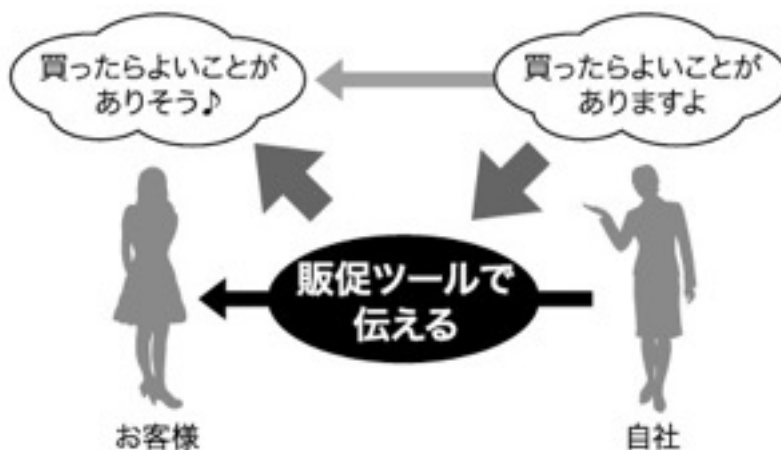 買ったらよいことが
ありそう♪
買ったらよいことが
ありますよ
販促ツールで
伝える
お客様
自社